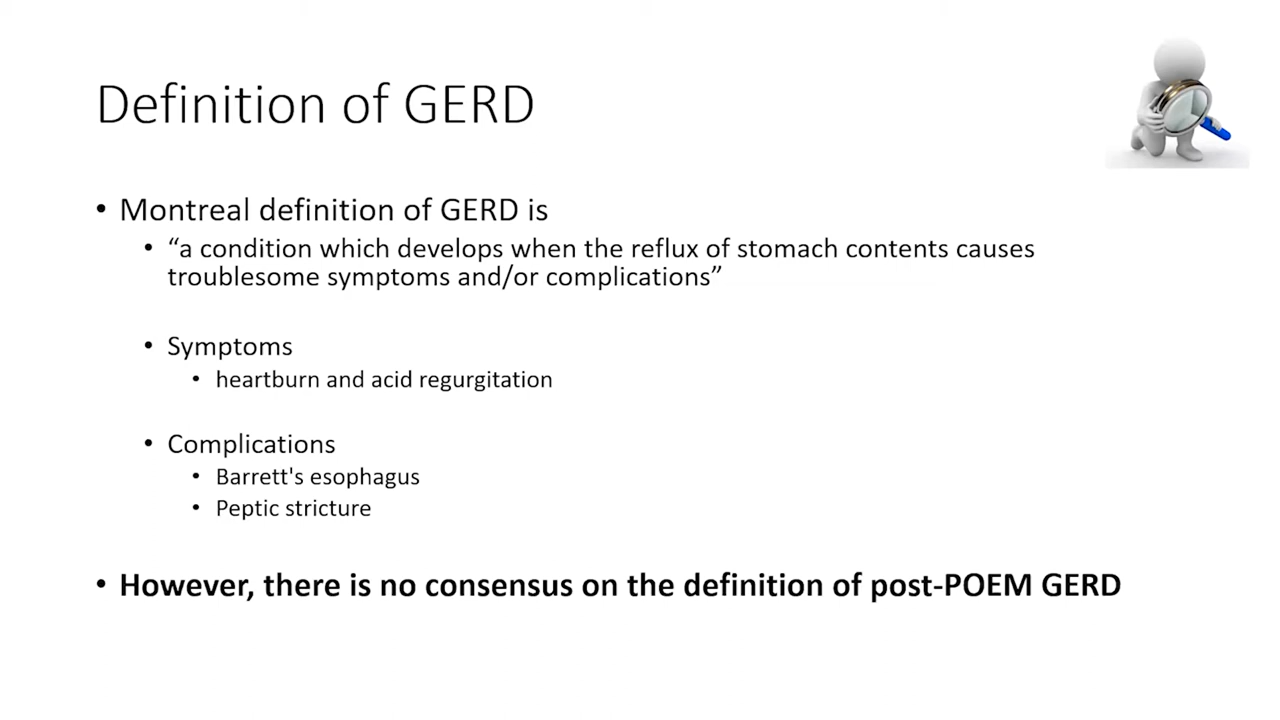 Definition of GERD
• Montreal definition of GERD is
• “a condition which develops when the reflux of stomach contents causes
troublesome symptoms and/or complications”
• Symptoms
• heartburn and acid regurgitation
• Complications
• Barrett's esophagus
• Peptic stricture
• However, there is no consensus on the definition of post-POEM GERD